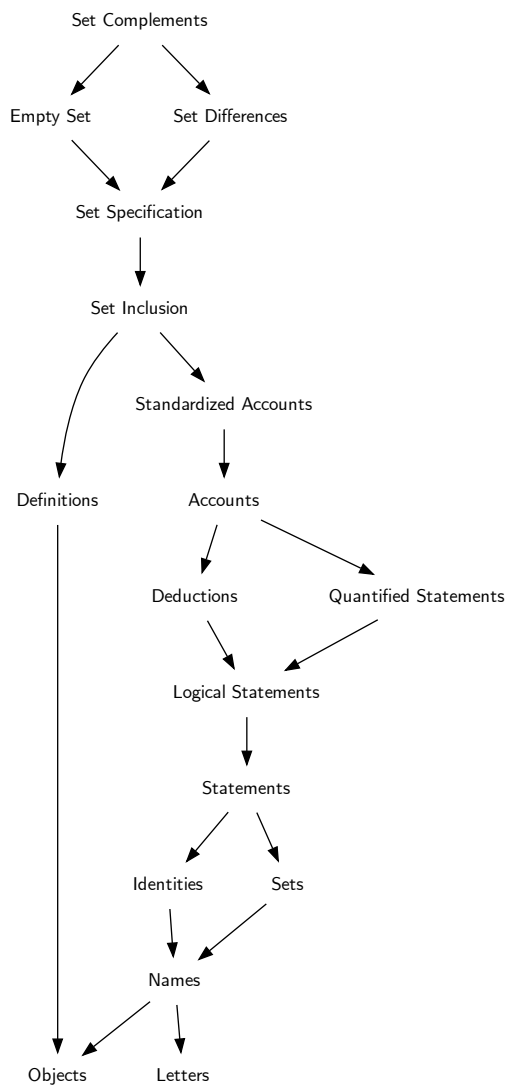 Set Complements
Empty Set
Set Differences
Set Specification
Set Inclusion
Standardized Accounts
Definitions
Accounts
Deductions
Quantified Statements
Logical Statements
Statements
Identities
Sets
Names
Objects
Letters